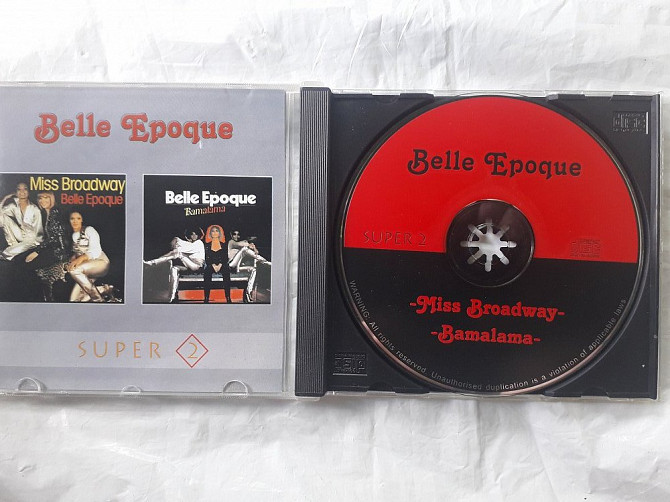 Belle Epoque
Miss Broadway
Belle Epoque
Belle Epoque
Bamalama
SUPER 2
Belle Epoque
SUPER 2
-Miss Broadway-
-Bamalama-
WARNING: All rights reserved. Unauthorised duplication is a violation of applicable laws